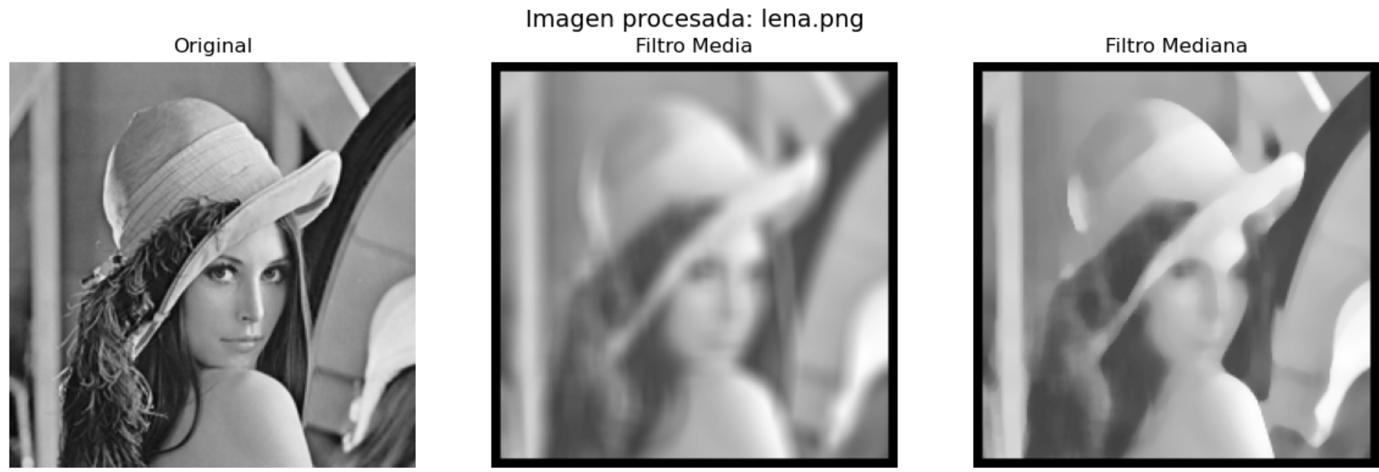 Imagen procesada: lena.png
Original
Filtro Media
Filtro Mediana